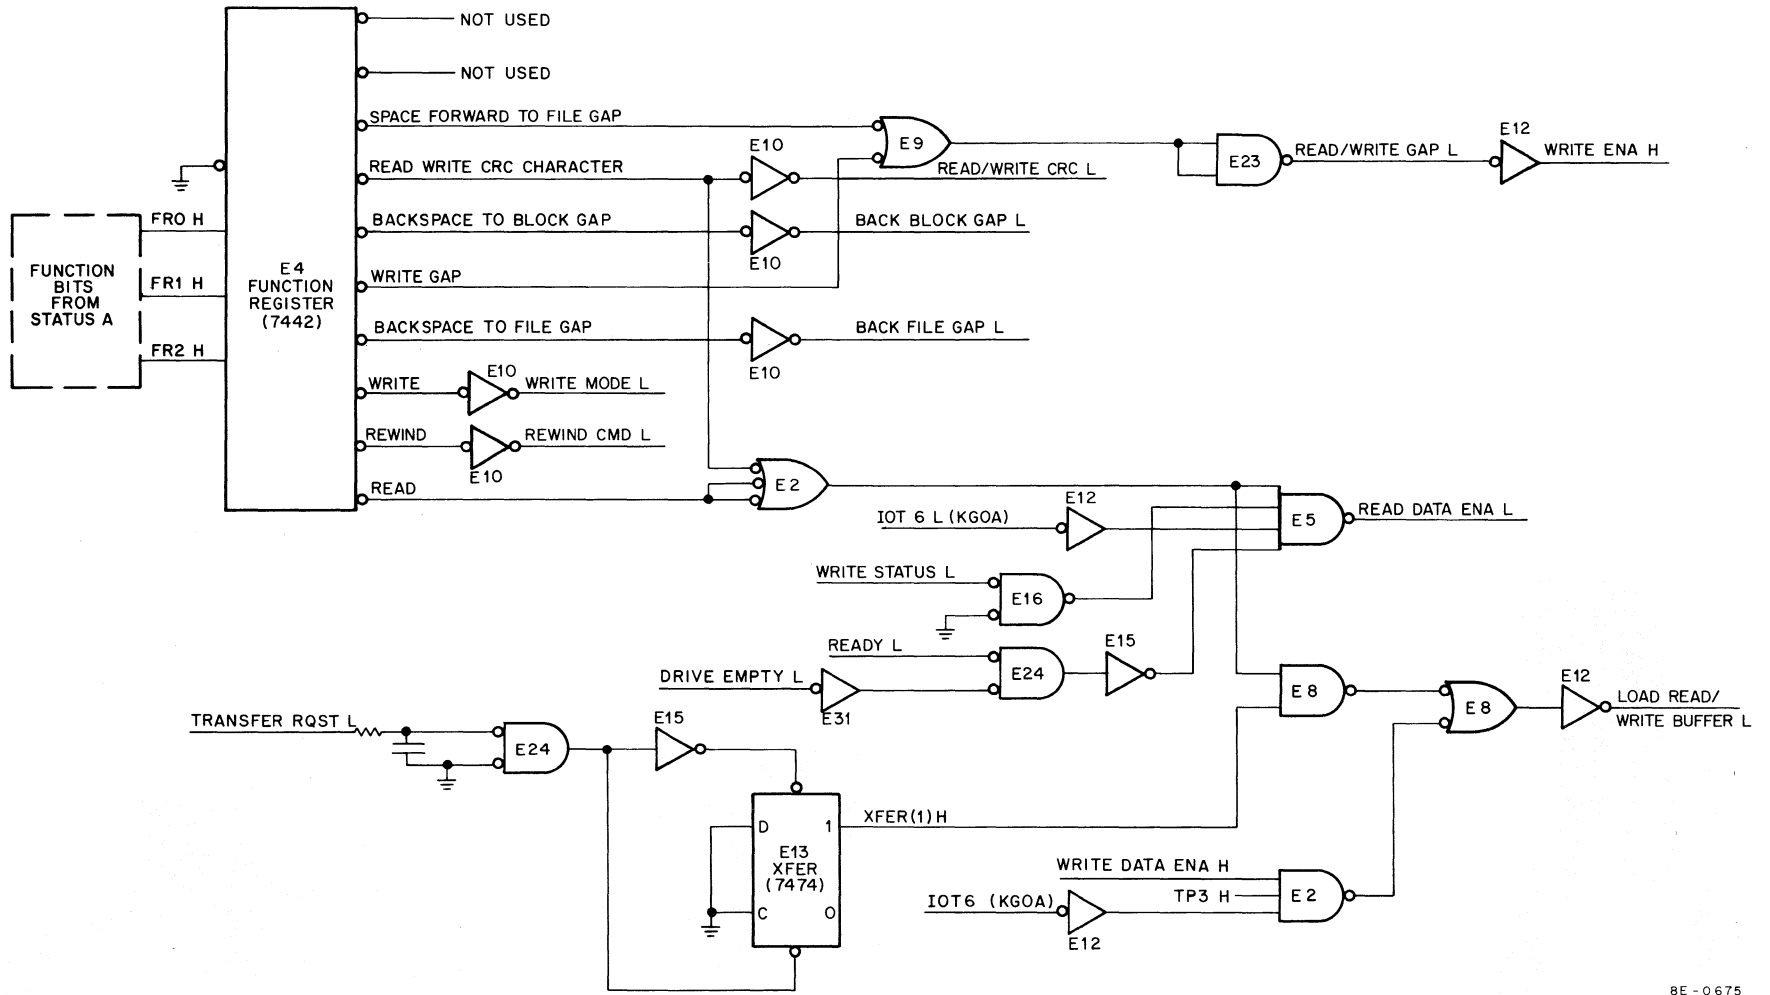 NOT USED
NOT USED
SPACE FORWARD TO FILE GAP
E9
E12
READ/WRITE GAP L
WRITE ENA H
E23
E10
READ WRITE CRC CHARACTER
READ/WRITE CRC L
FR0 H
BACKSPACE TO BLOCK GAP
BACK BLOCK GAP L
E10
FUNCTION
BITS
FROM
STATUS A
FR1 H
E4
FUNCTION
REGISTER
(7442)
WRITE GAP
FR2 H
BACKSPACE TO FILE GAP
BACK FILE GAP L
E10
WRITE
E10
WRITE MODE L
REWIND
REWIND CMD L
E10
READ
E2
IOT 6 L (KGOA)
E12
E5
READ DATA ENA L
WRITE STATUS L
E16
READY L
E24
E15
DRIVE EMPTY L
E31
E8
E8
E12
LOAD READ/
WRITE BUFFER L
TRANSFER RQST L
E24
E15
D
1
E13
XFER
(7474)
C
0
XFER(1) H
WRITE DATA ENA H
TP3 H
E2
IOT6 (KGOA)
E12
8E-0675